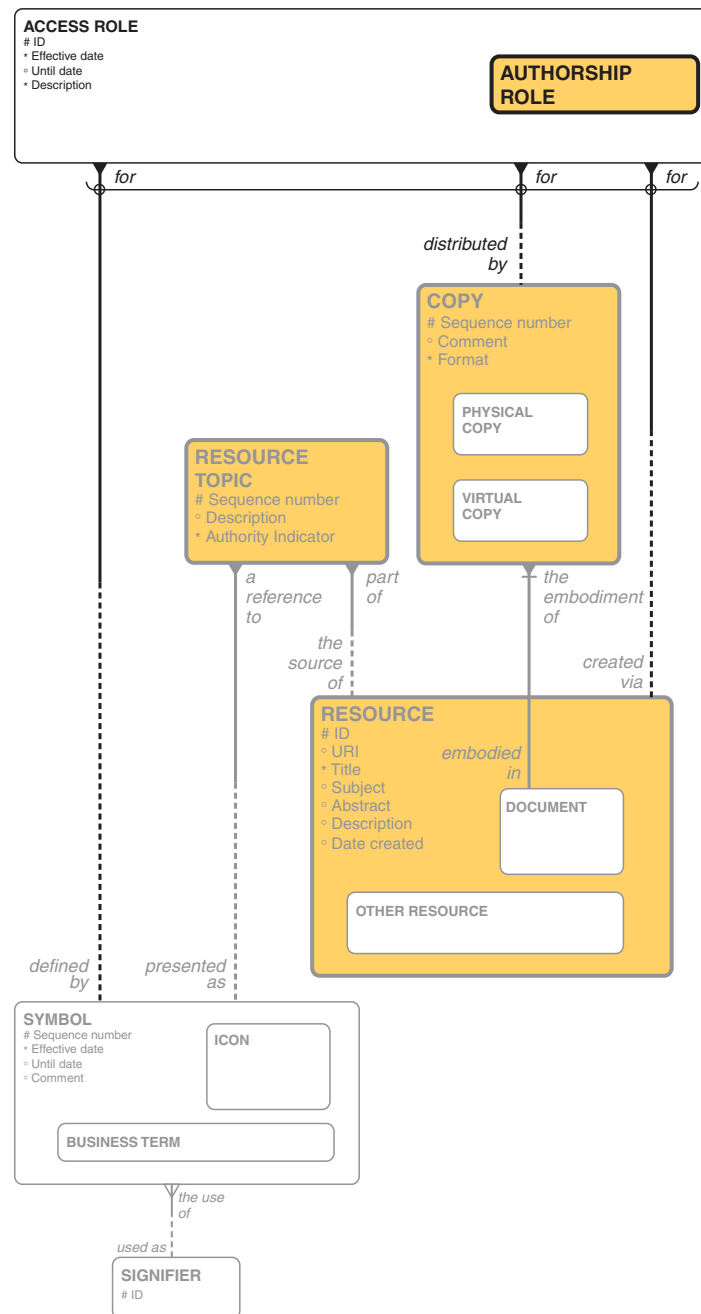 ACCESS ROLE
# ID
* Effective date
° Until date
* Description
AUTHORSHIP
ROLE
for
for
for
distributed
by
COPY
# Sequence number
° Comment
* Format
PHYSICAL
COPY
VIRTUAL
COPY
RESOURCE
TOPIC
# Sequence number
° Description
* Authority Indicator
a
reference
to
part
of
the
embodiment
of
the
source
of
created
via
RESOURCE
# ID
° URI
* Title
° Subject
° Abstract
° Description
° Date created
embodied
in
DOCUMENT
OTHER RESOURCE
defined
by
presented
as
SYMBOL
# Sequence number
* Effective date
° Until date
° Comment
ICON
BUSINESS TERM
the use
of
used as
SIGNIFIER
# ID